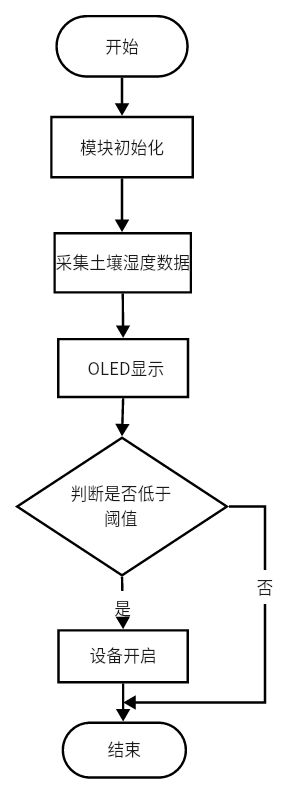 开始
模块初始化
采集土壤湿度数据
OLED显示
判断是否低于
阈值
否
是
设备开启
结束